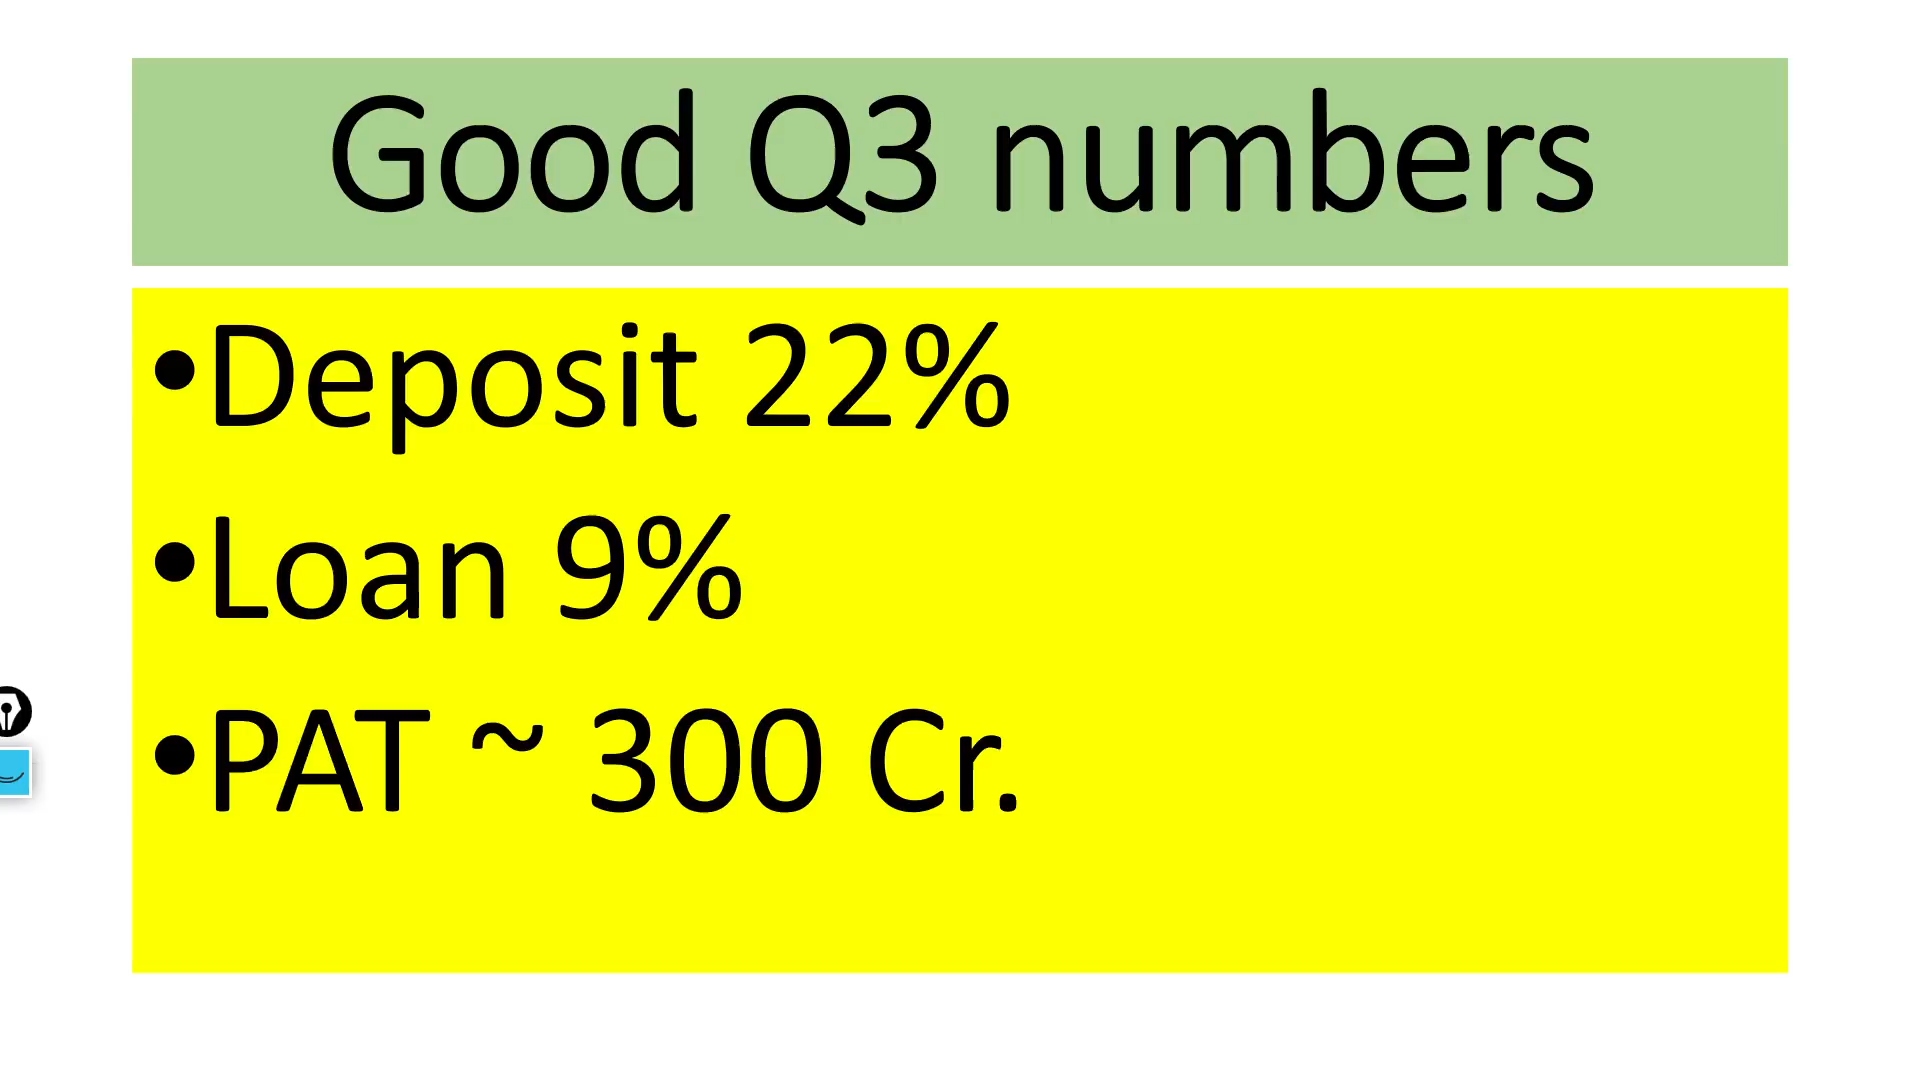 Good Q3 numbers
•Deposit 22%
•Loan 9%
•PAT ~ 300 Cr.